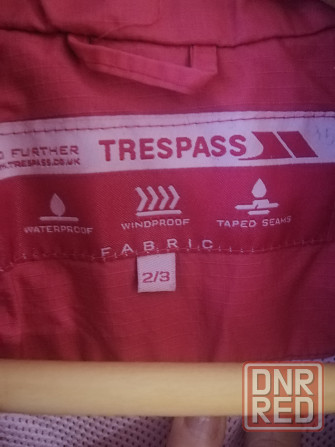 O FURTHER
TRESPASS
.TRESPASS.CO.UK
WATERPROOF
WINDPROOF
TAPED SEAMS
FABRIC
2/3
DNR
RED